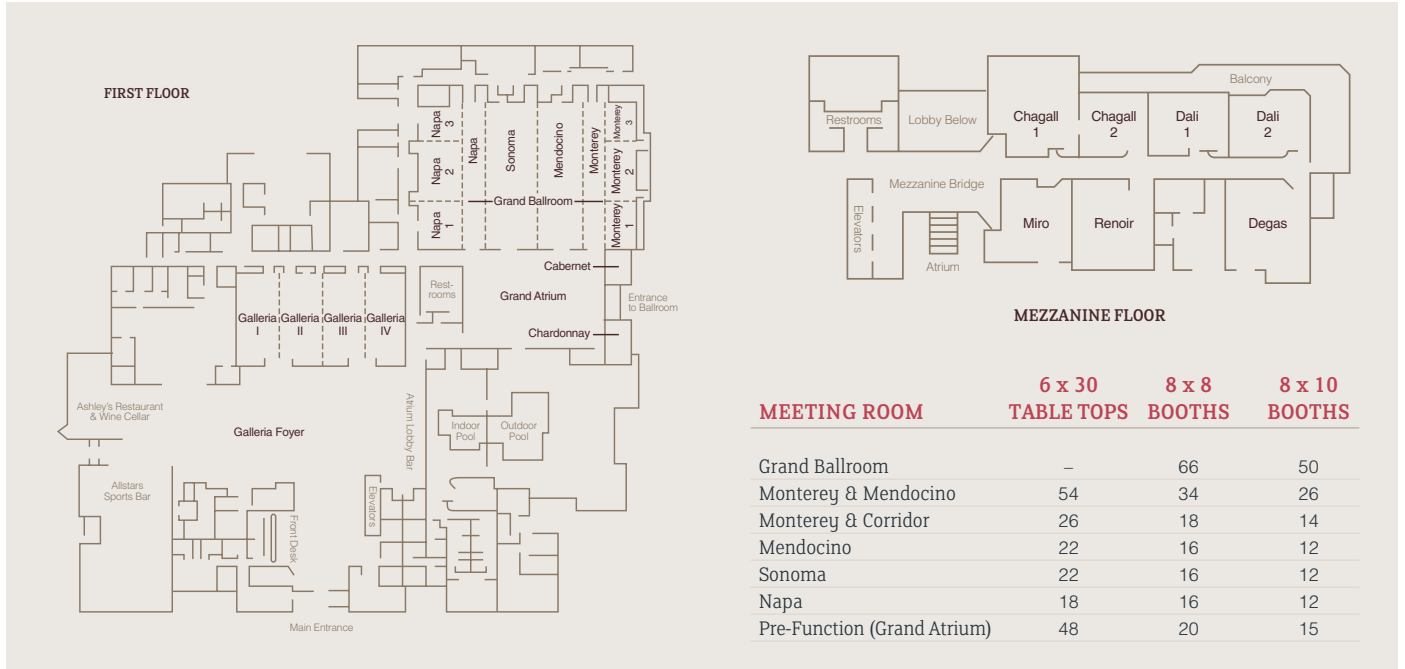 FIRST FLOOR
Napa
3
Napa
2
Napa
1
Napa
Sonoma
Mendocino
Monterey
Monterey
3
Monterey
2
Monterey
1
Grand Ballroom
Cabernet
Rest-
rooms
Grand Atrium
Entrance
to Ballroom
Chardonnay
Galleria
I
Galleria
II
Galleria
III
Galleria
IV
Ashley's Restaurant
& Wine Cellar
Galleria Foyer
Atrium Lobby Bar
Indoor
Pool
Outdoor
Pool
Allstars
Sports Bar
Elevators
Front Desk
Main Entrance
Balcony
Restrooms
Lobby Below
Chagall
1
Chagall
2
Dali
1
Dali
2
Mezzanine Bridge
Elevators
Atrium
Miro
Renoir
Degas
MEZZANINE FLOOR
MEETING ROOM 6 x 30 TABLE TOPS 8 x 8 BOOTHS 8 x 10 BOOTHS
Grand Ballroom – 66 50
Monterey & Mendocino 54 34 26
Monterey & Corridor 26 18 14
Mendocino 22 16 12
Sonoma 22 16 12
Napa 18 16 12
Pre-Function (Grand Atrium) 48 20 15